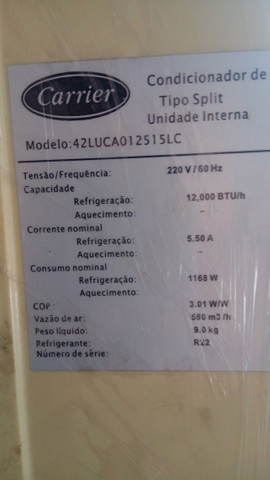 Carrier
Condicionador de
Tipo Split
Unidade Interna
Modelo:42LUCA012515LC
Tensão/Frequência: 220 V / 60 Hz
Capacidade
Refrigeração: 12,000 BTU/h
Aquecimento: -
Corrente nominal
Refrigeração: 5.50 A
Aquecimento: -
Consumo nominal
Refrigeração: 1168 W
Aquecimento:
COP: 3.01 W/W
Vazão de ar: 580 m3 /h
Peso líquido: 9.0 kg
Refrigerante: R22
Número de série: